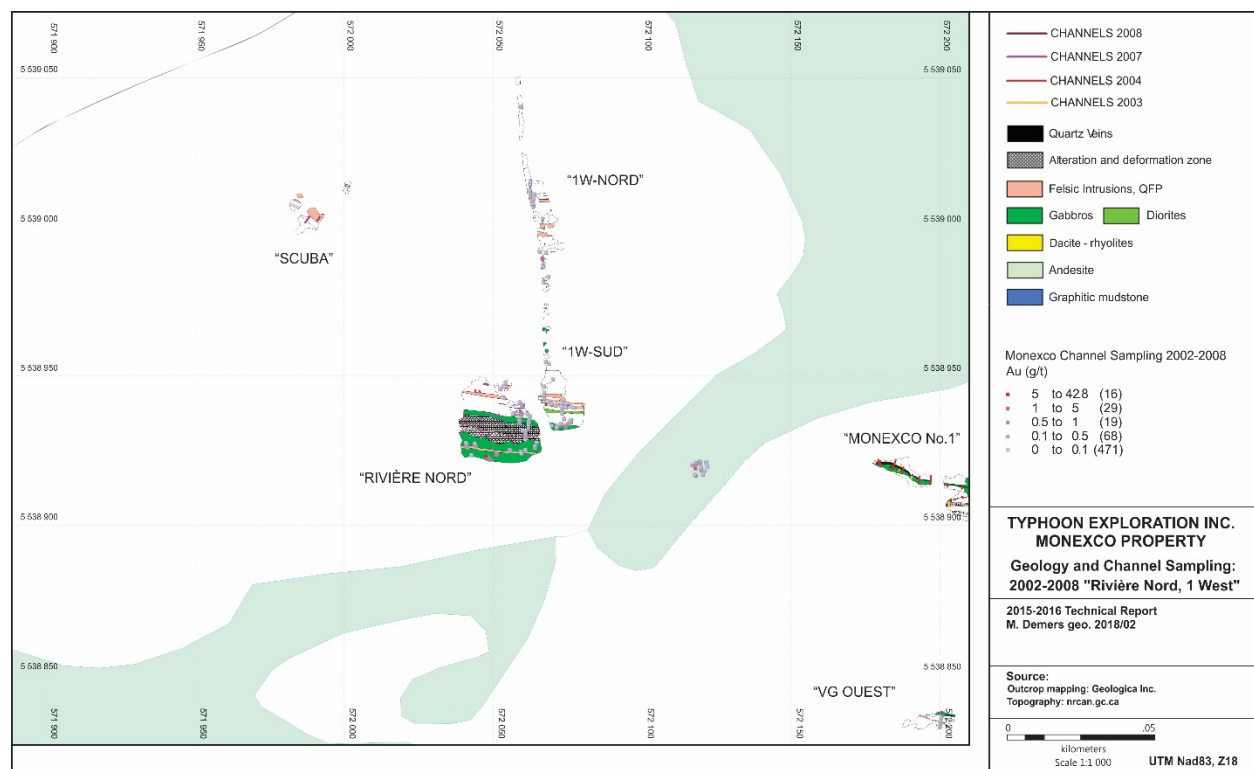 571 900
571 950
572 000
572 050
572 100
572 150
572 200
5 539 050
5 539 050
"1W-NORD"
5 539 000
5 539 000
"SCUBA"
"1W-SUD"
5 538 950
5 538 950
"MONEXCO No.1"
"RIVIÈRE NORD"
5 538 900
5 538 900
5 538 850
5 538 850
"VG OUEST"
571 900
571 950
572 000
572 050
572 100
572 150
572 200
CHANNELS 2008
CHANNELS 2007
CHANNELS 2004
CHANNELS 2003
Quartz Veins
Alteration and deformation zone
Felsic Intrusions, QFP
Gabbros Diorites
Dacite - rhyolites
Andesite
Graphitic mudstone
Monexco Channel Sampling 2002-2008
Au (g/t)
5 to 42.8 (16)
1 to 5 (29)
0.5 to 1 (19)
0.1 to 0.5 (68)
0 to 0.1 (471)
TYPHOON EXPLORATION INC.
MONEXCO PROPERTY
Geology and Channel Sampling:
2002-2008 "Rivière Nord, 1 West"
2015-2016 Technical Report
M. Demers geo. 2018/02
Source:
Outcrop mapping: Geologica Inc.
Topography: nrcan.gc.ca
0 .05
kilometers
Scale 1:1 000 UTM Nad83, Z18